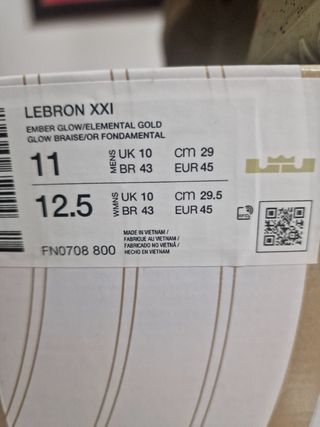 LEBRON XXI
EMBER GLOW/ELEMENTAL GOLD
GLOW BRAISE/OR FONDAMENTAL
11 MENS UK 10 CM 29
BR 43 EUR 45
12.5 WMNS UK 10 CM 29.5
BR 43 EUR 45
RFID
FN0708 800
MADE IN VIETNAM /
FABRIQUE AU VIETNAM /
FABRICADO NO VIETNÃ /
HECHO EN VIETNAM